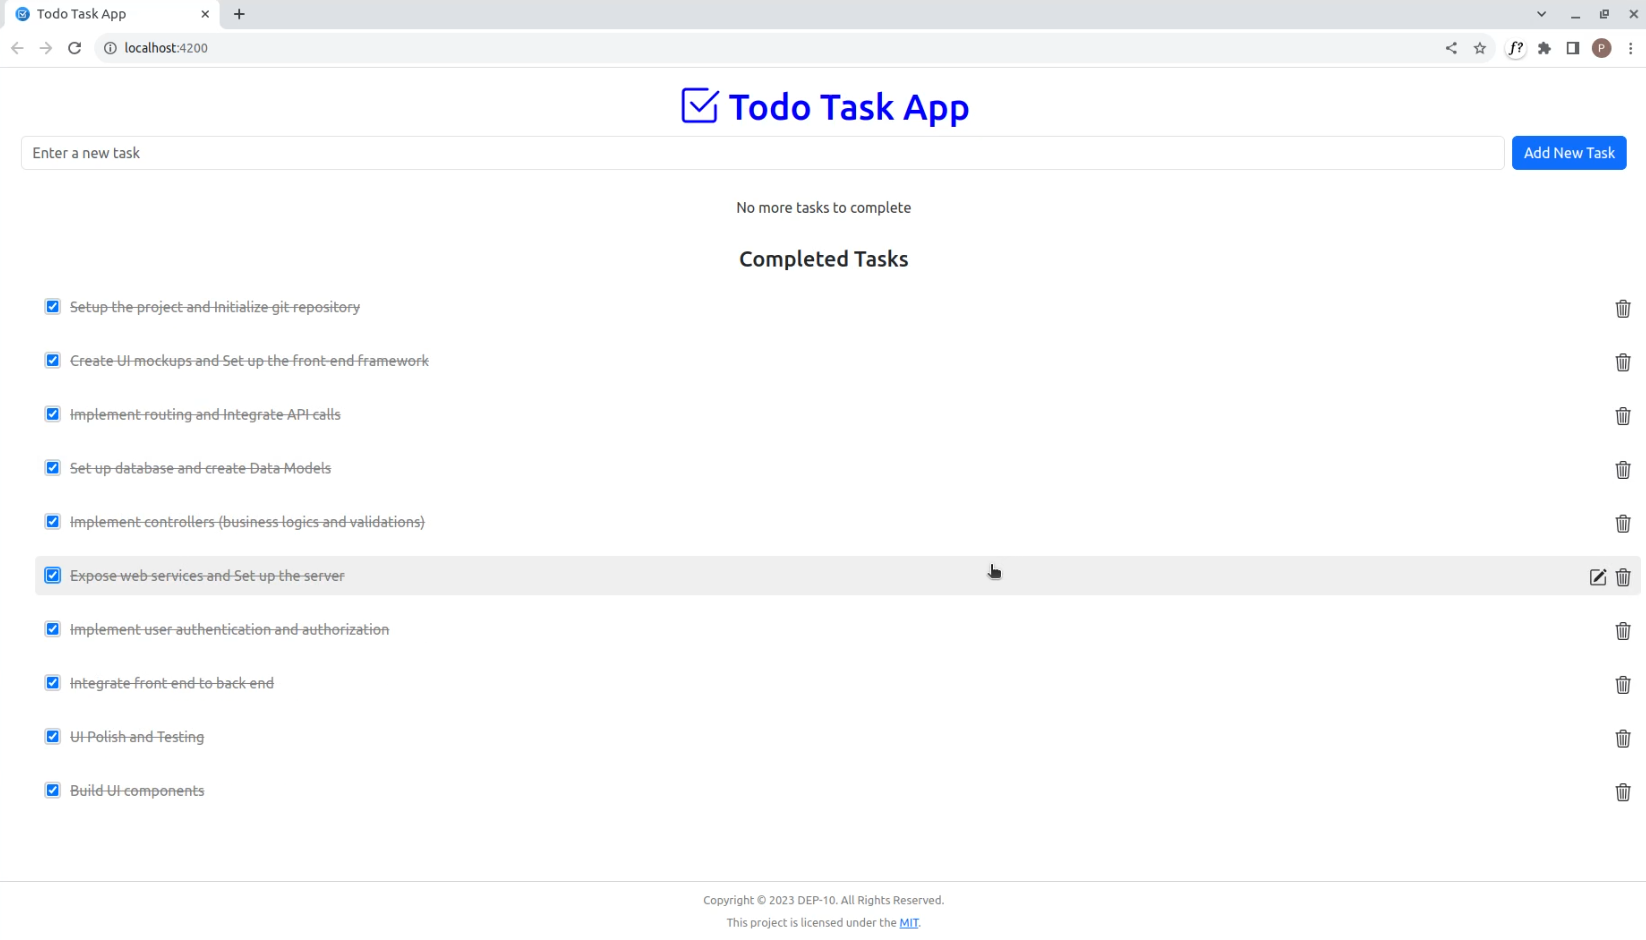 Todo Task App
localhost:4200
f?
P
Todo Task App
Enter a new task
Add New Task
No more tasks to complete
Completed Tasks
Setup the project and Initialize git repository
Create UI mockups and Set up the front-end framework
Implement routing and Integrate API calls
Set up database and create Data Models
Implement controllers (business logics and validations)
Expose web services and Set up the server
Implement user authentication and authorization
Integrate front end to back end
UI Polish and Testing
Build UI components
Copyright © 2023 DEP-10. All Rights Reserved.
This project is licensed under the MIT.